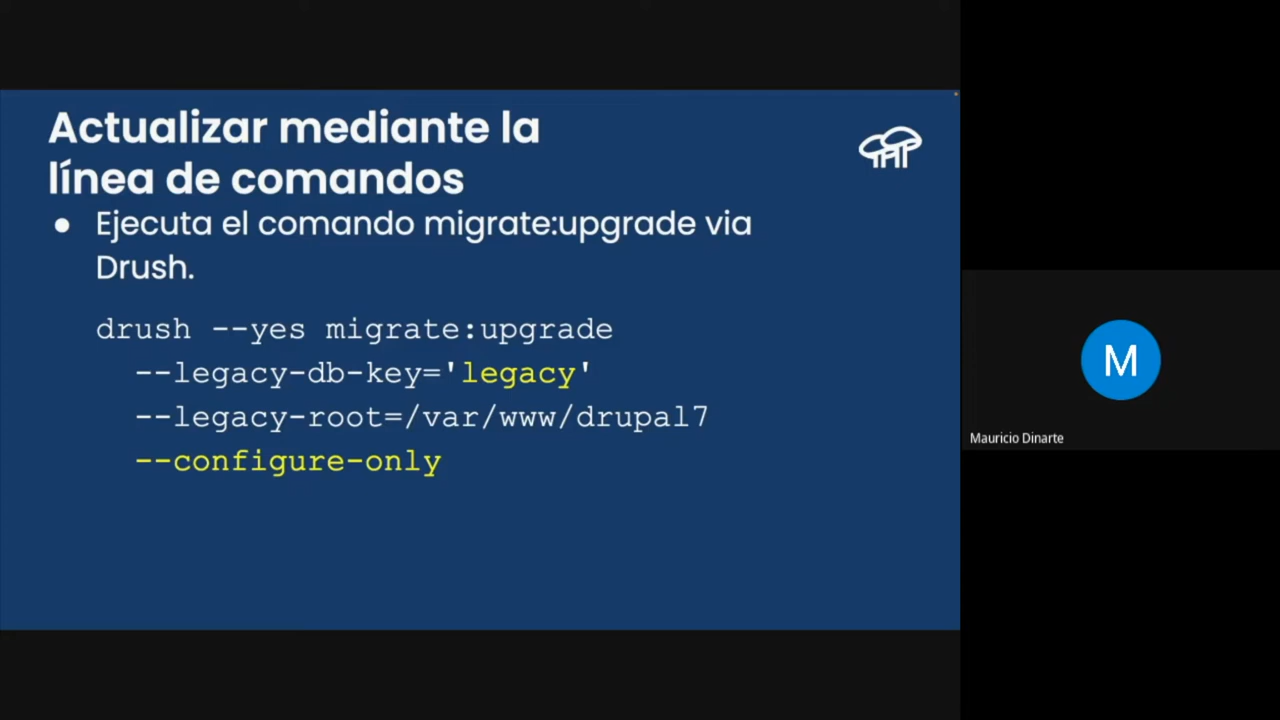 Actualizar mediante la
línea de comandos
● Ejecuta el comando migrate:upgrade via
Drush.
drush --yes migrate:upgrade
--legacy-db-key='legacy'
--legacy-root=/var/www/drupal7
--configure-only
M
Mauricio Dinarte